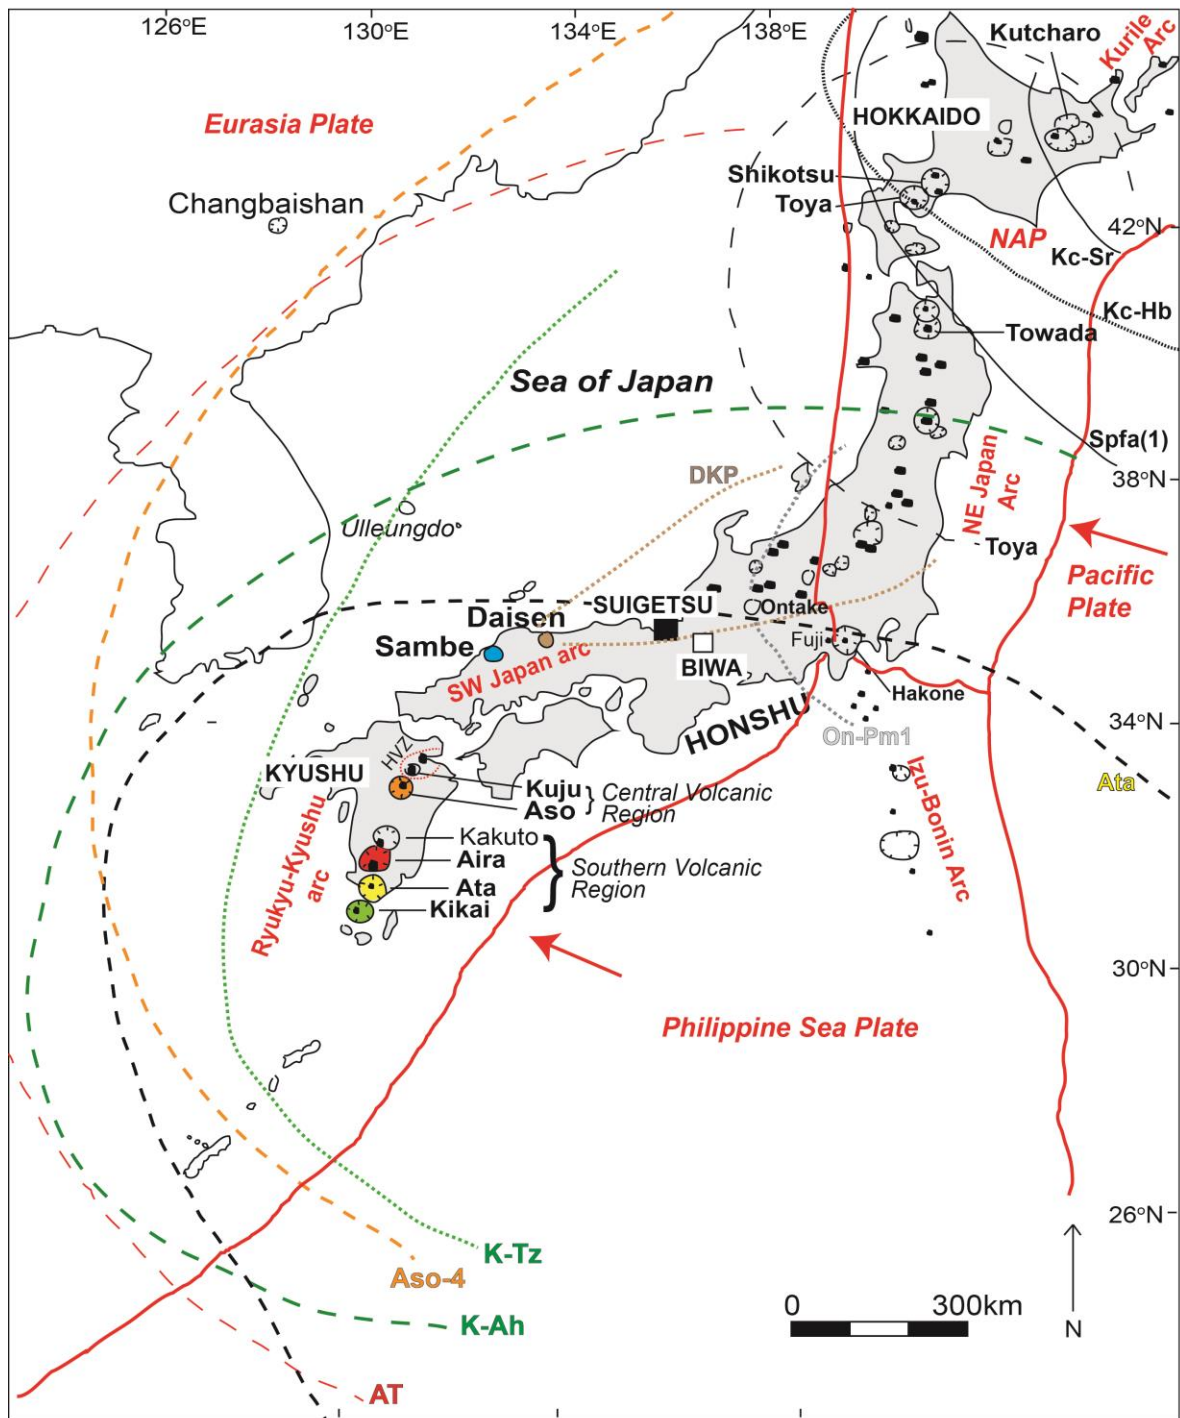 126°E
130°E
134°E
138°E
Kutcharo
Kurile
Arc
Eurasia Plate
HOKKAIDO
Changbaishan
Shikotsu
Toya
NAP
42°N
Kc-Sr
Kc-Hb
Towada
Sea of Japan
Spfa(1)
DKP
38°N
NE Japan
Arc
Ulleungdo
Toya
Pacific
Plate
SUIGETSU
Ontake
Daisen
Sambe
Fuji
BIWA
SW Japan arc
Hakone
HONSHU
34°N
On-Pm1
HVZ
KYUSHU
Ata
Kuju
Aso
}
Central Volcanic
Region
Izu-Bonin Arc
Kakuto
Aira
Ata
Kikai
}
Southern Volcanic
Region
Ryukyu-Kyushu
arc
30°N
Philippine Sea Plate
26°N
K-Tz
Aso-4
K-Ah
AT
0
300km
N